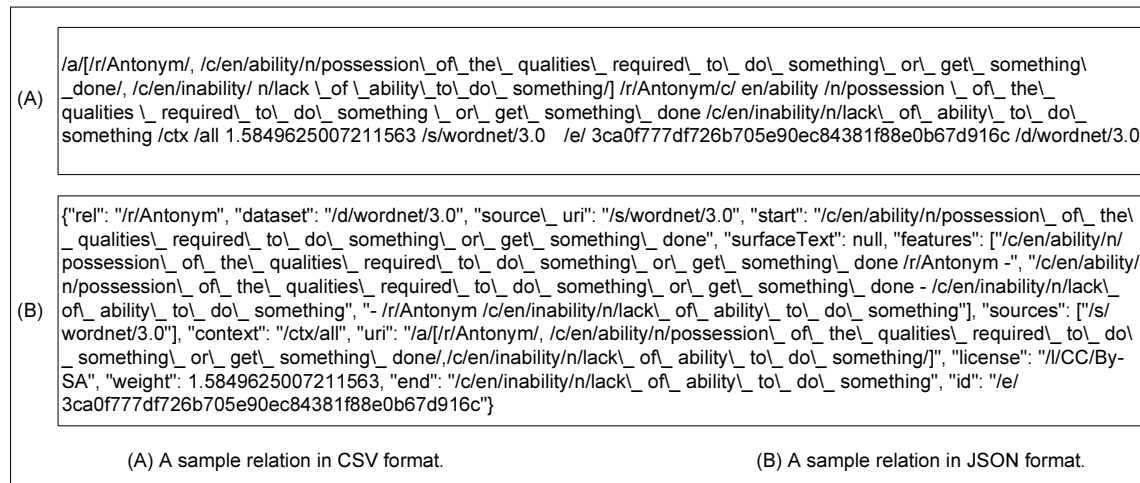 /a/[/r/Antonym/, /c/en/ability/n/possession\_of\_the\_ qualities\_ required\_ to\_ do\_ something\_ or\_ get\_ something\
_done/, /c/en/inability/ n/lack \_of \_ability\_to\_do\_ something/] /r/Antonym/c/ en/ability /n/possession \_ of\_ the\_
(A)
qualities \_ required\_ to\_ do\_ something \_ or\_ get\_ something\_ done /c/en/inability/n/lack\_ of\_ ability\_ to\_ do\_
something /ctx /all 1.5849625007211563 /s/wordnet/3.0 /e/ 3ca0f777df726b705e90ec84381f88e0b67d916c /d/wordnet/3.0
{"rel": "/r/Antonym", "dataset": "/d/wordnet/3.0", "source\_ uri": "/s/wordnet/3.0", "start": "/c/en/ability/n/possession\_ of\_ the\
_ qualities\_ required\_ to\_ do\_ something\_ or\_ get\_ something\_ done", "surfaceText": null, "features": ["/c/en/ability/n/
possession\_ of\_ the\_ qualities\_ required\_ to\_ do\_ something\_ or\_ get\_ something\_ done /r/Antonym -", "/c/en/ability/
n/possession\_ of\_ the\_ qualities\_ required\_ to\_ do\_ something\_ or\_ get\_ something\_ done - /c/en/inability/n/lack\_
(B)
of\_ ability\_ to\_ do\_ something", "- /r/Antonym /c/en/inability/n/lack\_ of\_ ability\_ to\_ do\_ something"], "sources": ["/s/
wordnet/3.0"], "context": "/ctx/all", "uri": "/a/[/r/Antonym/, /c/en/ability/n/possession\_ of\_ the\_ qualities\_ required\_ to\_ do\
_ something\_ or\_ get\_ something\_ done/,/c/en/inability/n/lack\_ of\_ ability\_ to\_ do\_ something/]", "license": "/l/CC/By-
SA", "weight": 1.5849625007211563, "end": "/c/en/inability/n/lack\_ of\_ ability\_ to\_ do\_ something", "id": "/e/
3ca0f777df726b705e90ec84381f88e0b67d916c"}
(A) A sample relation in CSV format. (B) A sample relation in JSON format.